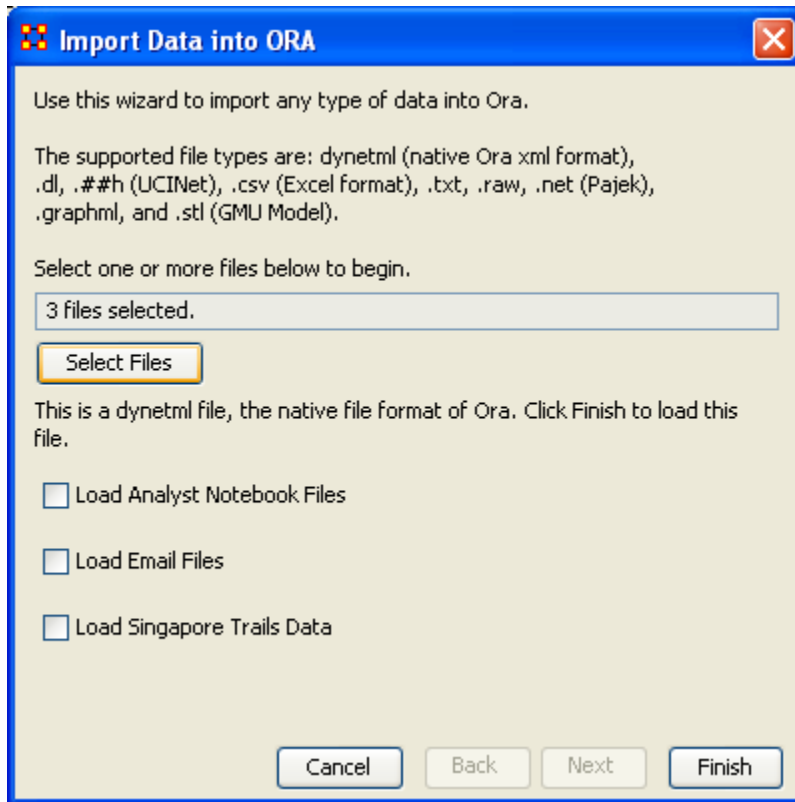 Import Data into ORA
Use this wizard to import any type of data into Ora.
The supported file types are: dynetml (native Ora xml format),
.dl, .##h (UCINet), .csv (Excel format), .txt, .raw, .net (Pajek),
.graphml, and .stl (GMU Model).
Select one or more files below to begin.
3 files selected.
Select Files
This is a dynetml file, the native file format of Ora. Click Finish to load this
file.
Load Analyst Notebook Files
Load Email Files
Load Singapore Trails Data
Cancel Back Next Finish